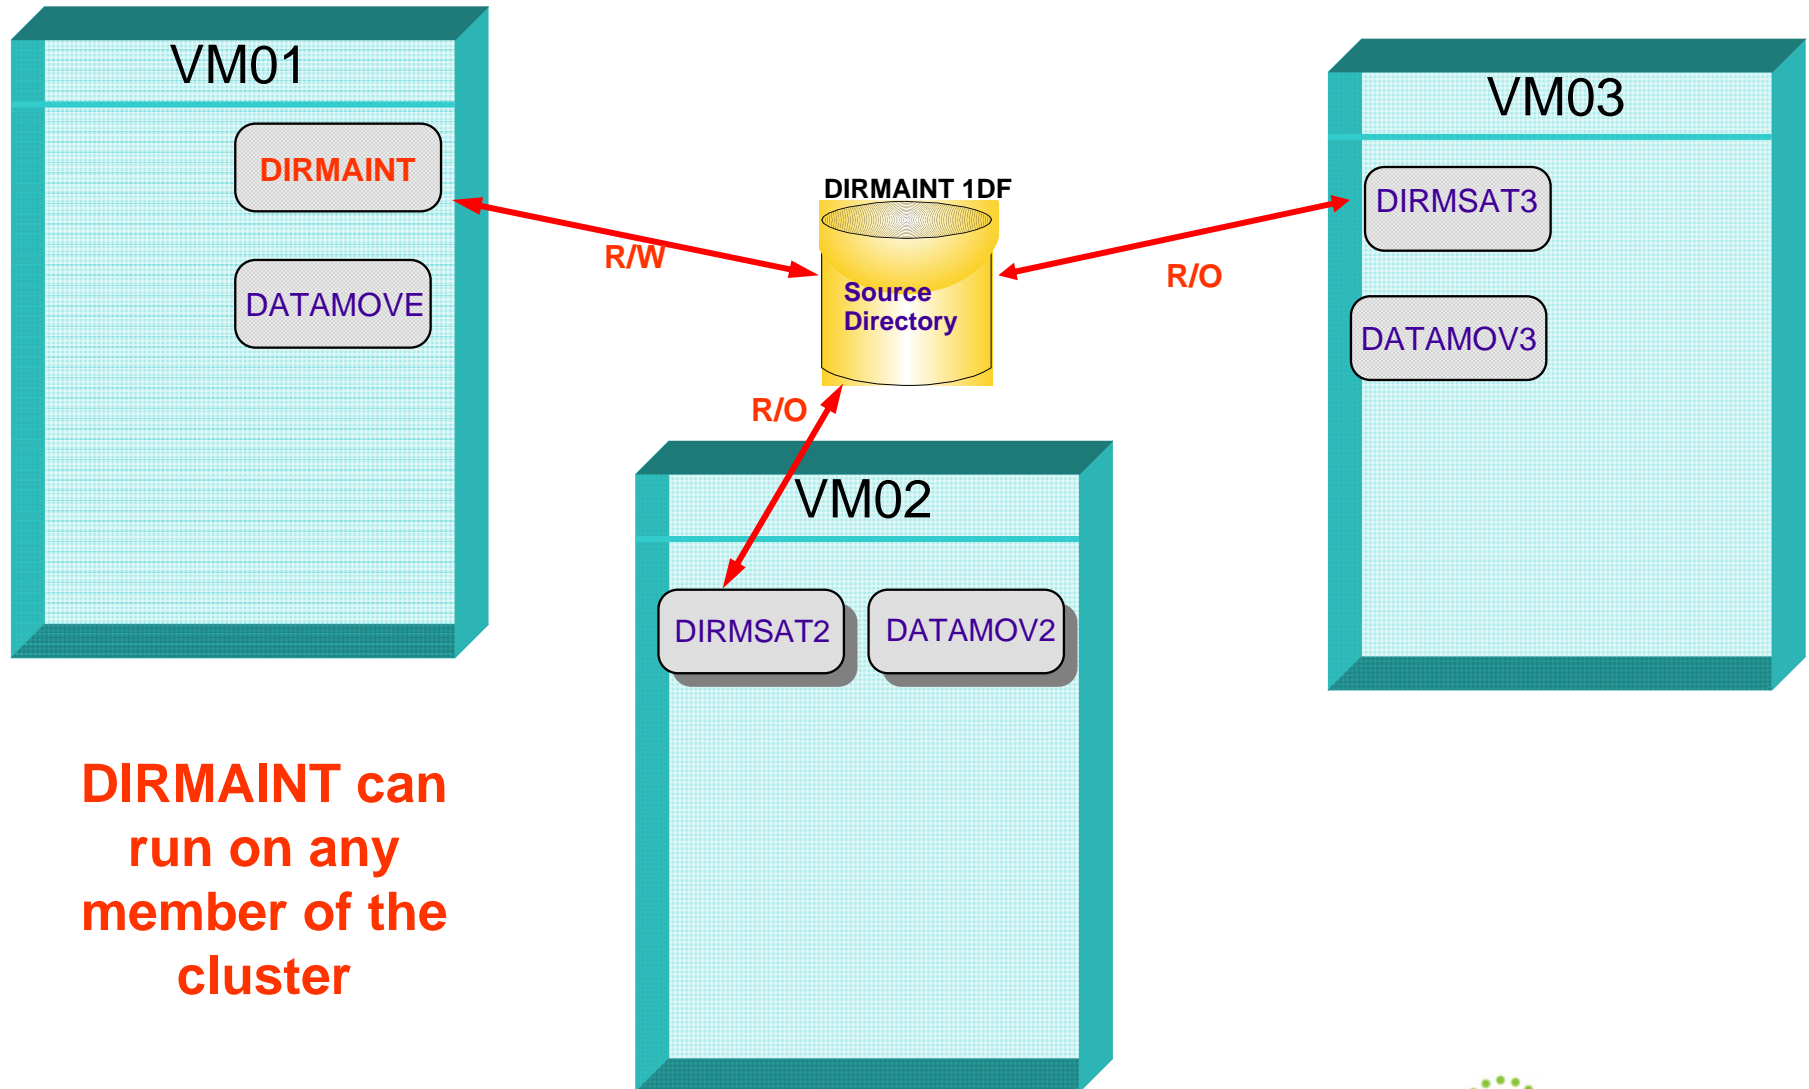 VM01
DIRMAINT
DATAMOVE
R/W
DIRMAINT 1DF
Source
Directory
R/O
R/O
VM03
DIRMSAT3
DATAMOV3
VM02
DIRMSAT2
DATAMOV2
DIRMAINT can
run on any
member of the
cluster